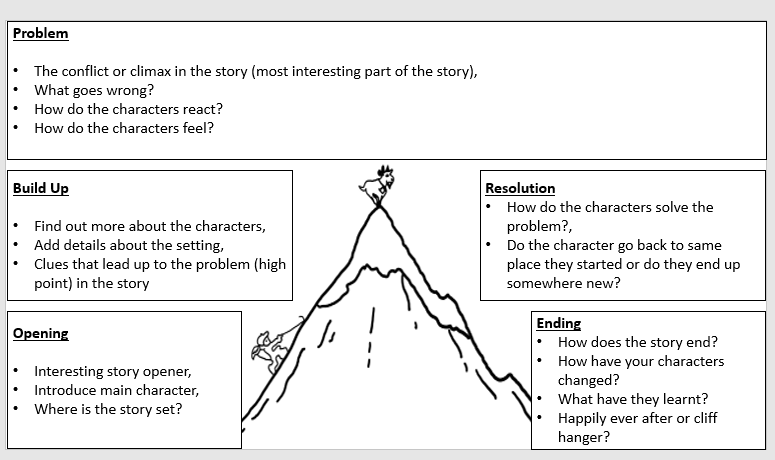 Problem
• The conflict or climax in the story (most interesting part of the story),
• What goes wrong?
• How do the characters react?
• How do the characters feel?
Build Up
• Find out more about the characters,
• Add details about the setting,
• Clues that lead up to the problem (high
point) in the story
Resolution
• How do the characters solve the
problem?,
• Do the character go back to same
place they started or do they end up
somewhere new?
Opening
• Interesting story opener,
• Introduce main character,
• Where is the story set?
Ending
• How does the story end?
• How have your characters
changed?
• What have they learnt?
• Happily ever after or cliff
hanger?